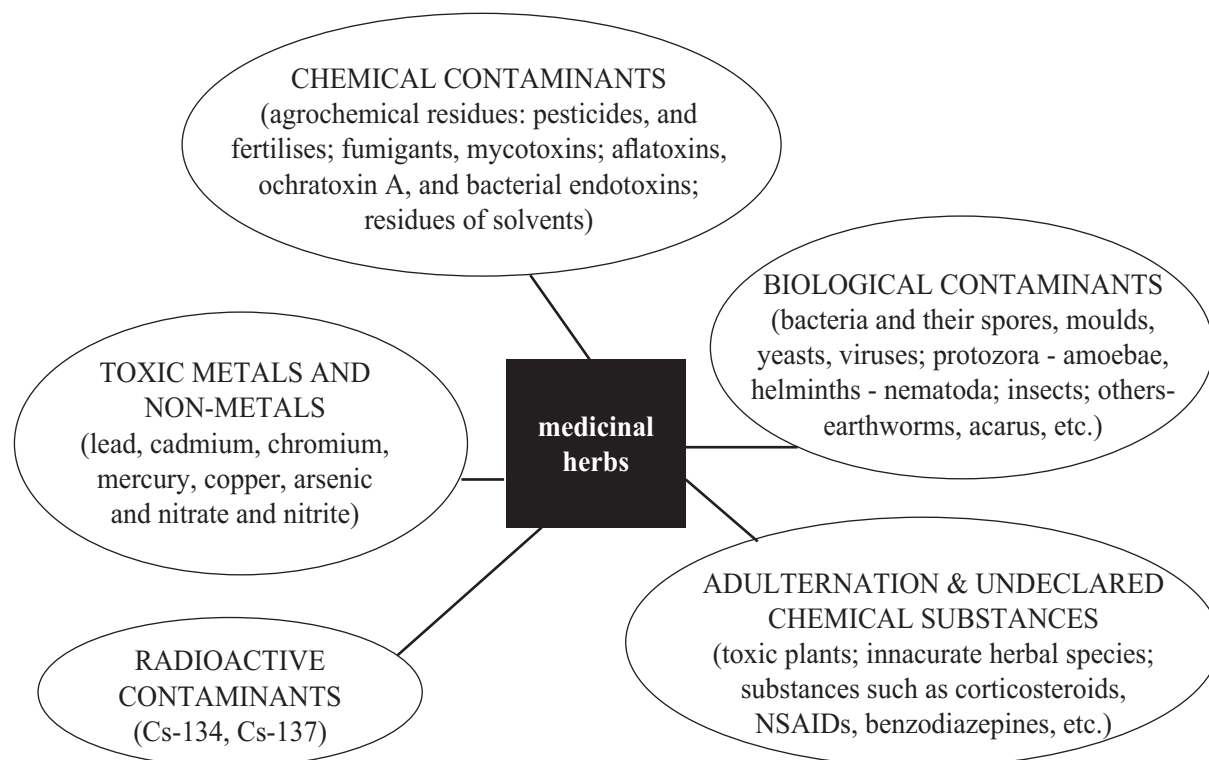 CHEMICAL CONTAMINANTS
(agrochemical residues: pesticides, and
fertilises; fumigants, mycotoxins; aflatoxins,
ochratoxin A, and bacterial endotoxins;
residues of solvents)
BIOLOGICAL CONTAMINANTS
(bacteria and their spores, moulds,
yeasts, viruses; protozora - amoebae,
helminths - nematoda; insects; others-
earthworms, acarus, etc.)
TOXIC METALS AND
NON-METALS
(lead, cadmium, chromium,
mercury, copper, arsenic
and nitrate and nitrite)
medicinal
herbs
ADULTERNATION & UNDECLARED
CHEMICAL SUBSTANCES
(toxic plants; innacurate herbal species;
substances such as corticosteroids,
NSAIDs, benzodiazepines, etc.)
RADIOACTIVE
CONTAMINANTS
(Cs-134, Cs-137)